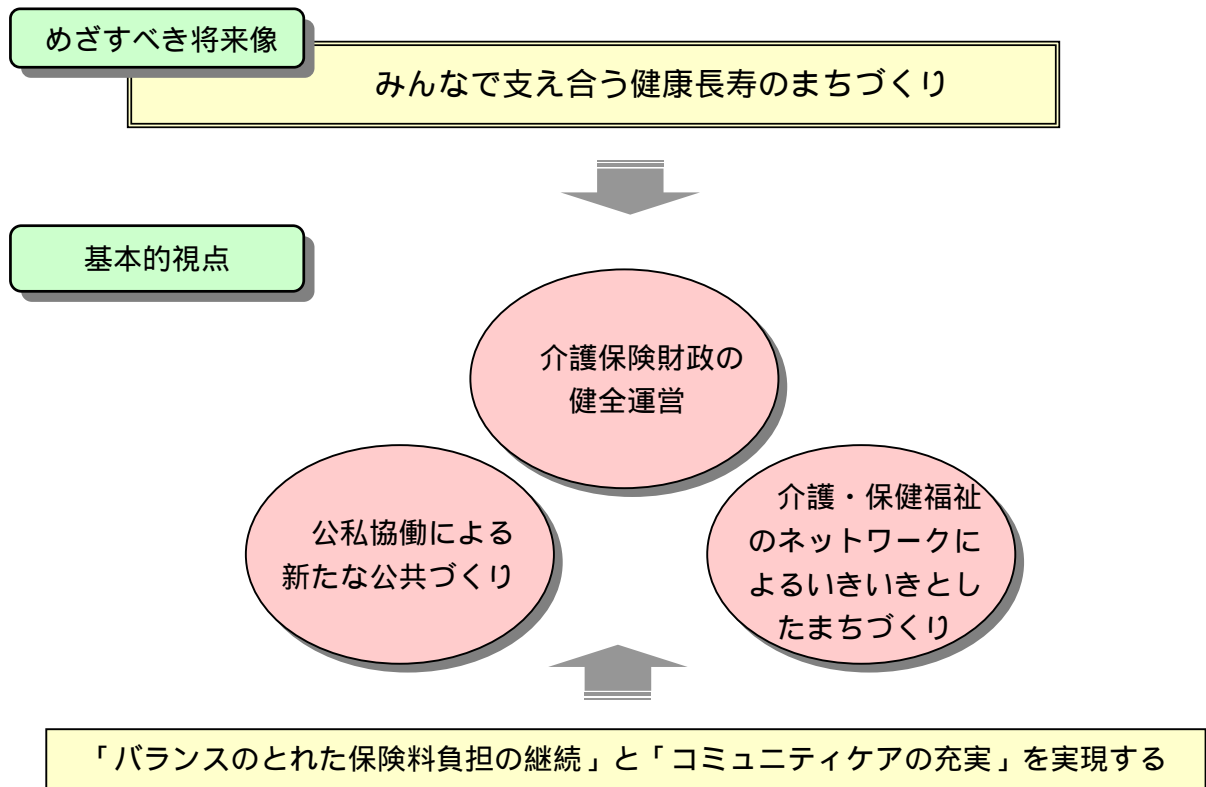 めざすべき将来像
みんなで支え合う健康長寿のまちづくり
基本的視点
介護保険財政の
健全運営
公私協働による
新たな公共づくり
介護・保健福祉
のネットワークに
よるいきいきとし
たまちづくり
「バランスのとれた保険料負担の継続」と「コミュニティケアの充実」を実現する